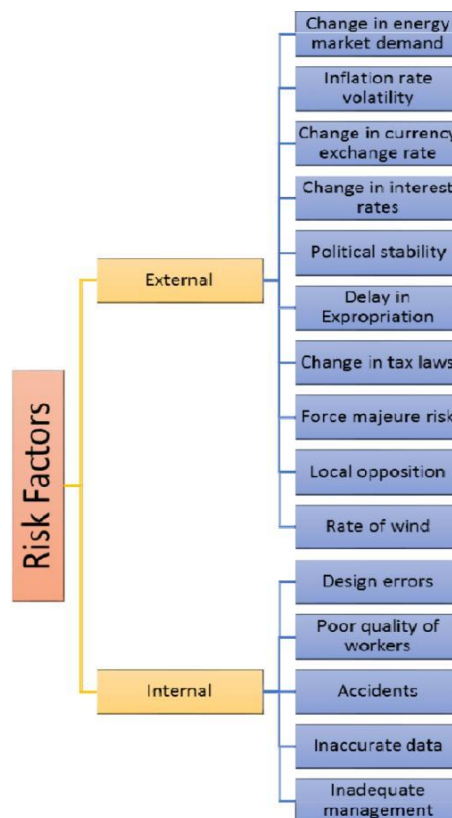 Risk Factors
External
Change in energy
market demand
Inflation rate
volatility
Change in currency
exchange rate
Change in interest
rates
Political stability
Delay in
Expropriation
Change in tax laws
Force majeure risk
Local opposition
Rate of wind
Internal
Design errors
Poor quality of
workers
Accidents
Inaccurate data
Inadequate
management